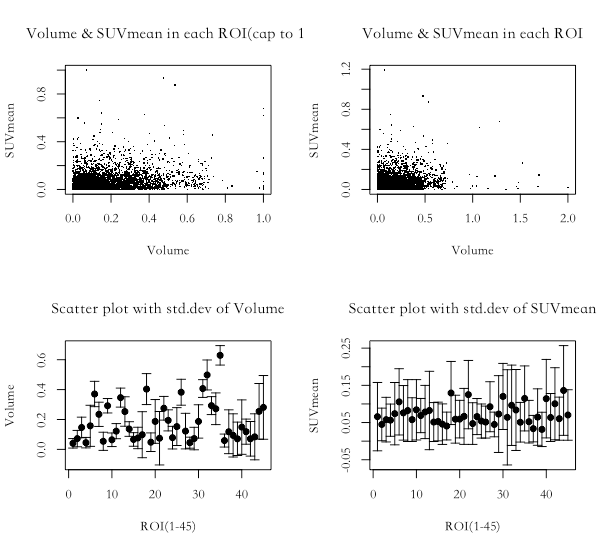 Volume & SUVmean in each ROI(cap to 1
SUVmean
0.8
0.4
0.0
0.0 0.2 0.4 0.6 0.8 1.0
Volume
Volume & SUVmean in each ROI
SUVmean
1.2
0.8
0.4
0.0
0.0 0.5 1.0 1.5 2.0
Volume
Scatter plot with std.dev of Volume
Volume
0.6
0.4
0.2
0.0
0 10 20 30 40
ROI(1-45)
Scatter plot with std.dev of SUVmean
SUVmean
0.25
0.15
0.05
-0.05
0 10 20 30 40
ROI(1-45)